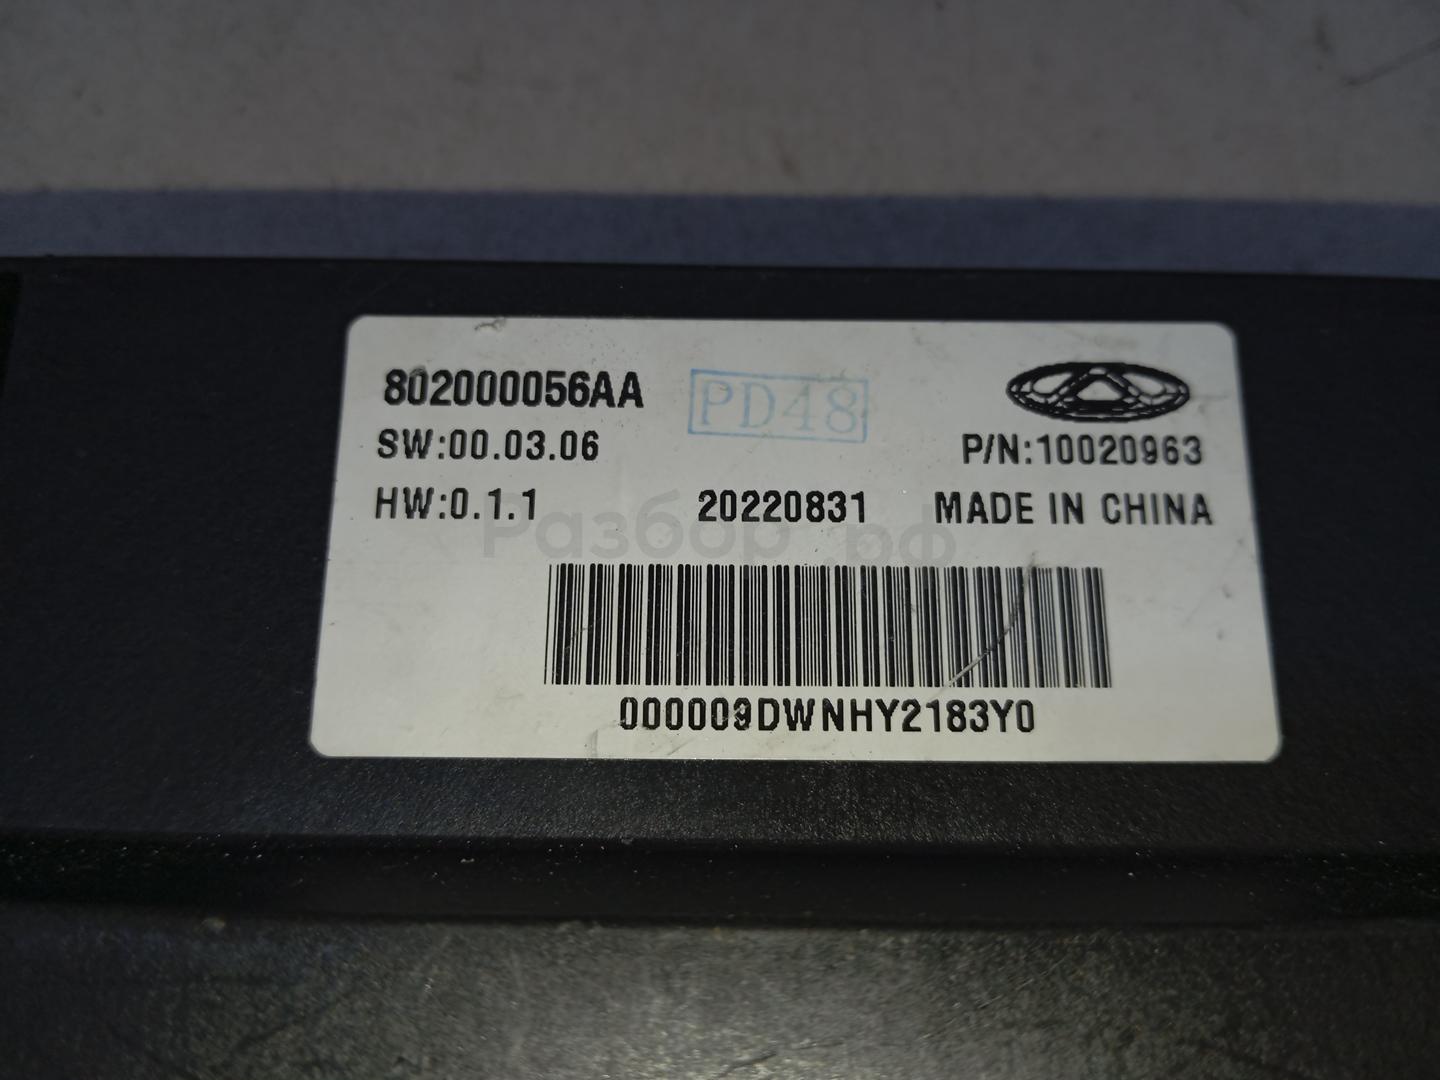 802000056AA
PD48
SW:00.03.06
P/N:10020963
HW:0.1.1
20220831
MADE IN CHINA
Разбор.рф
000009DWNHY2183Y0